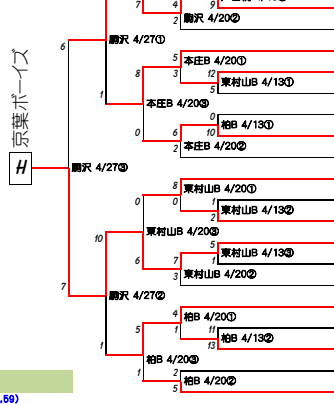 7
4
9
2
駒沢 4/20②
6
駒沢 4/27①
5
本庄B 4/20①
8
3
12
東村山B 4/13①
5
1
本庄B 4/20③
0
柏B 4/13①
0
6
10
2
本庄B 4/20②
京葉ボーイズ
H
駒沢 4/27③
8
東村山B 4/20①
0
0
1
東村山B 4/13②
2
東村山B 4/20③
10
5
東村山B 4/13③
6
7
1
3
東村山B 4/20②
7
駒沢 4/27②
4
柏B 4/20①
5
1
11
柏B 4/13②
13
1
柏B 4/20③
1
2
柏B 4/20②
5
.59)